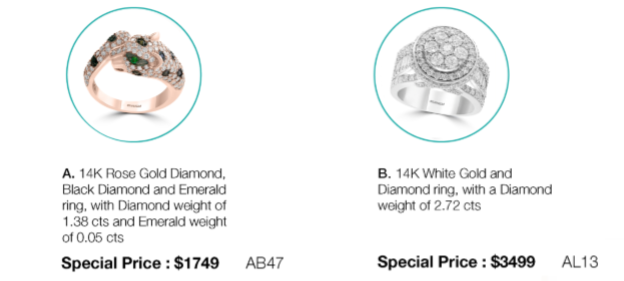 A. 14K Rose Gold Diamond,
Black Diamond and Emerald
ring, with Diamond weight of
1.38 cts and Emerald weight
of 0.05 cts
Special Price : $1749 AB47
B. 14K White Gold and
Diamond ring, with a Diamond
weight of 2.72 cts
Special Price : $3499 AL13